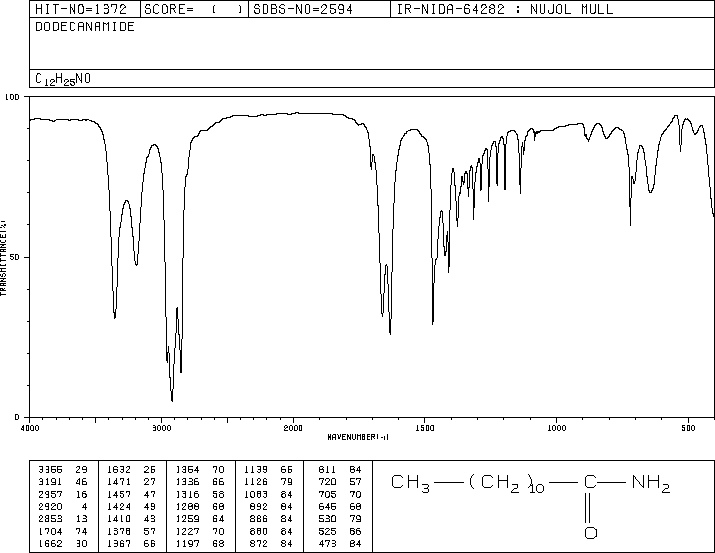 HIT-NO=1372 SCORE= ( ) SDBS-NO=2594 IR-NIDA-64282 : NUJOL MULL
DODECANAMIDE
C12H25NO
100
50
0
TRANSMITTANCE(%)
4000 3000 2000 1500 1000 500
WAVENUMBER(-1)
3355 29 1632 26 1354 70 1139 66 811 84
3191 46 1471 27 1336 66 1126 79 720 57
2957 16 1457 47 1316 58 1083 84 705 70
2920 4 1424 49 1288 68 892 84 646 68
2853 13 1410 43 1259 64 886 84 530 79
1704 74 1378 57 1227 70 880 84 525 86
1662 30 1367 66 1197 68 872 84 473 84
CH3—(CH2)10—C—NH2
O